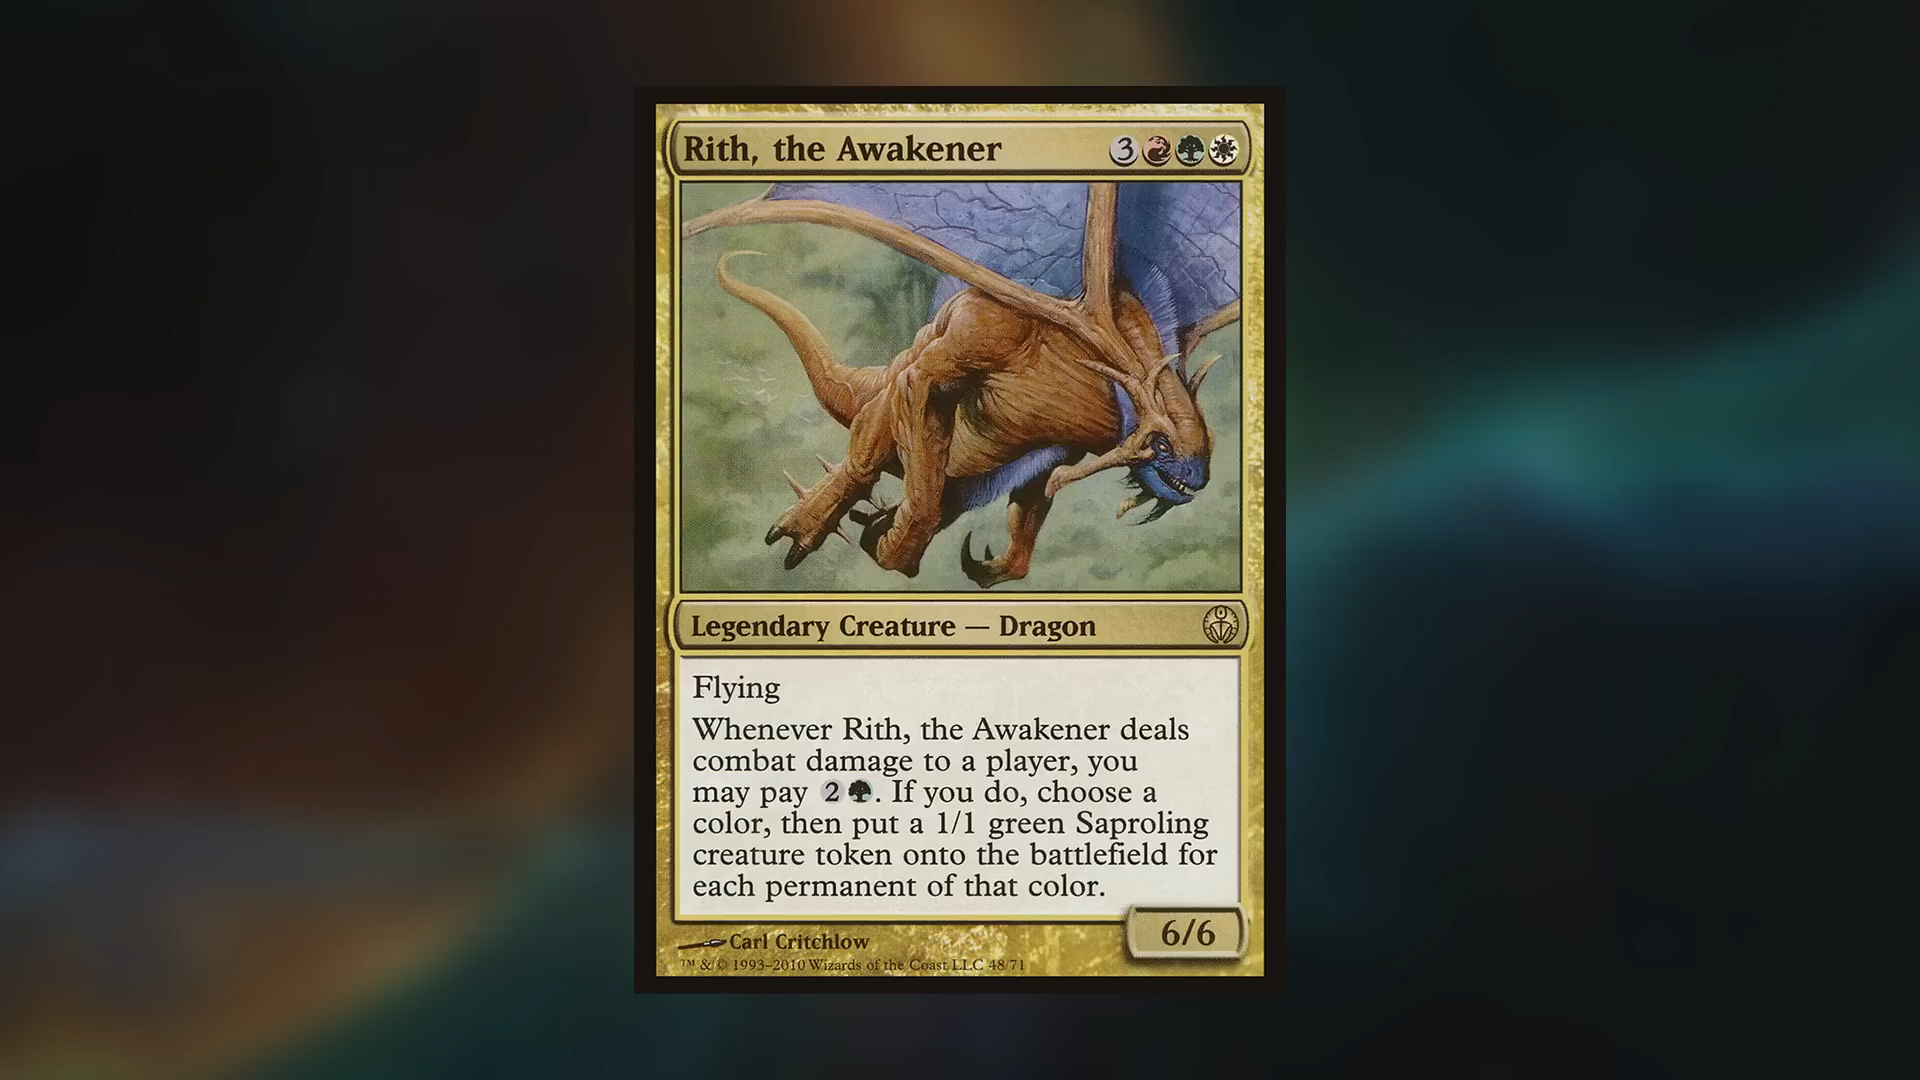 Rith, the Awakener 3
Legendary Creature — Dragon
Flying
Whenever Rith, the Awakener deals
combat damage to a player, you
may pay 2. If you do, choose a
color, then put a 1/1 green Saproling
creature token onto the battlefield for
each permanent of that color.
6/6
Carl Critchlow
™ & © 1993–2010 Wizards of the Coast LLC 48/71